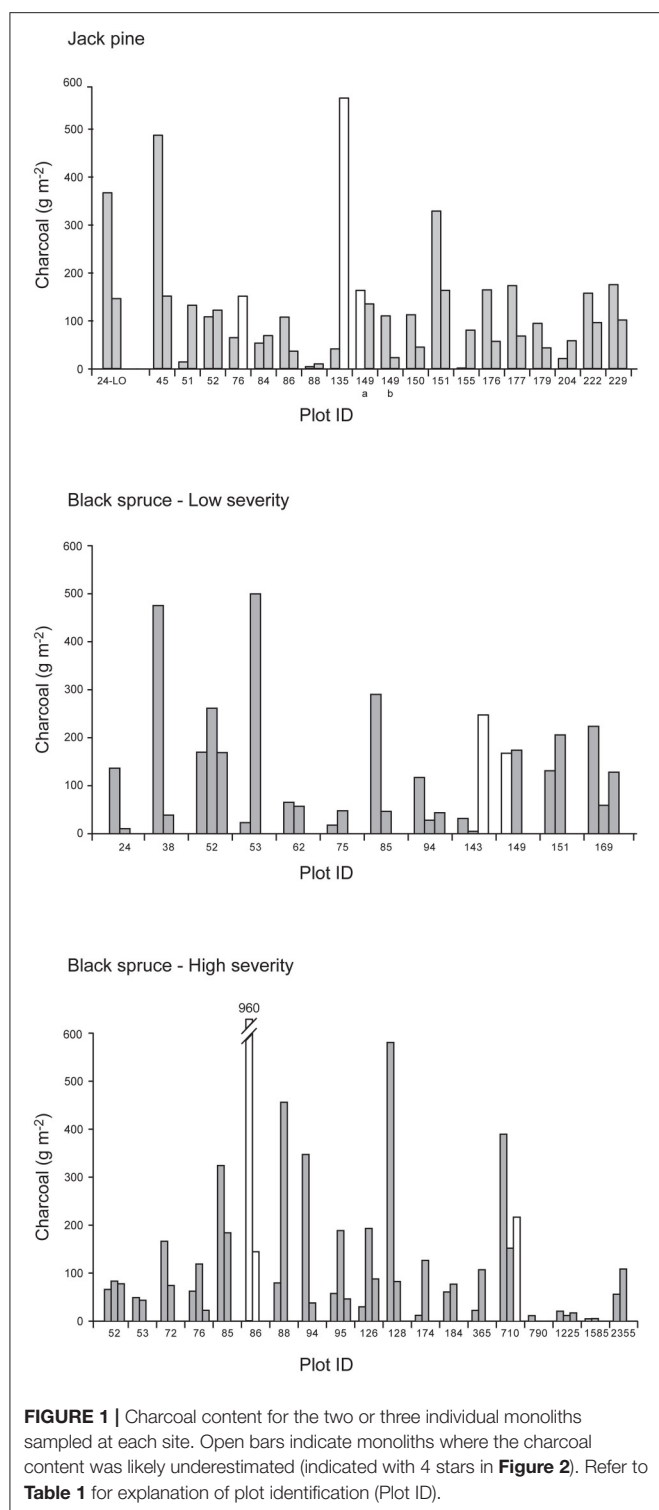 Jack pine
600
500
400
300
200
100
0
Charcoal (g m-2)
24-LO 45 51 52 76 84 86 88 135 149 149 150 151 155 176 177 179 204 222 229
a b
Plot ID
Black spruce - Low severity
600
500
400
300
200
100
0
Charcoal (g m-2)
24 38 52 53 62 75 85 94 143 149 151 169
Plot ID
Black spruce - High severity
960
600
500
400
300
200
100
0
Charcoal (g m-2)
52 53 72 76 85 86 88 94 95 126 128 174 184 365 710 790 1225 1585 2355
Plot ID
FIGURE 1 | Charcoal content for the two or three individual monoliths
sampled at each site. Open bars indicate monoliths where the charcoal
content was likely underestimated (indicated with 4 stars in Figure 2). Refer to
Table 1 for explanation of plot identification (Plot ID).